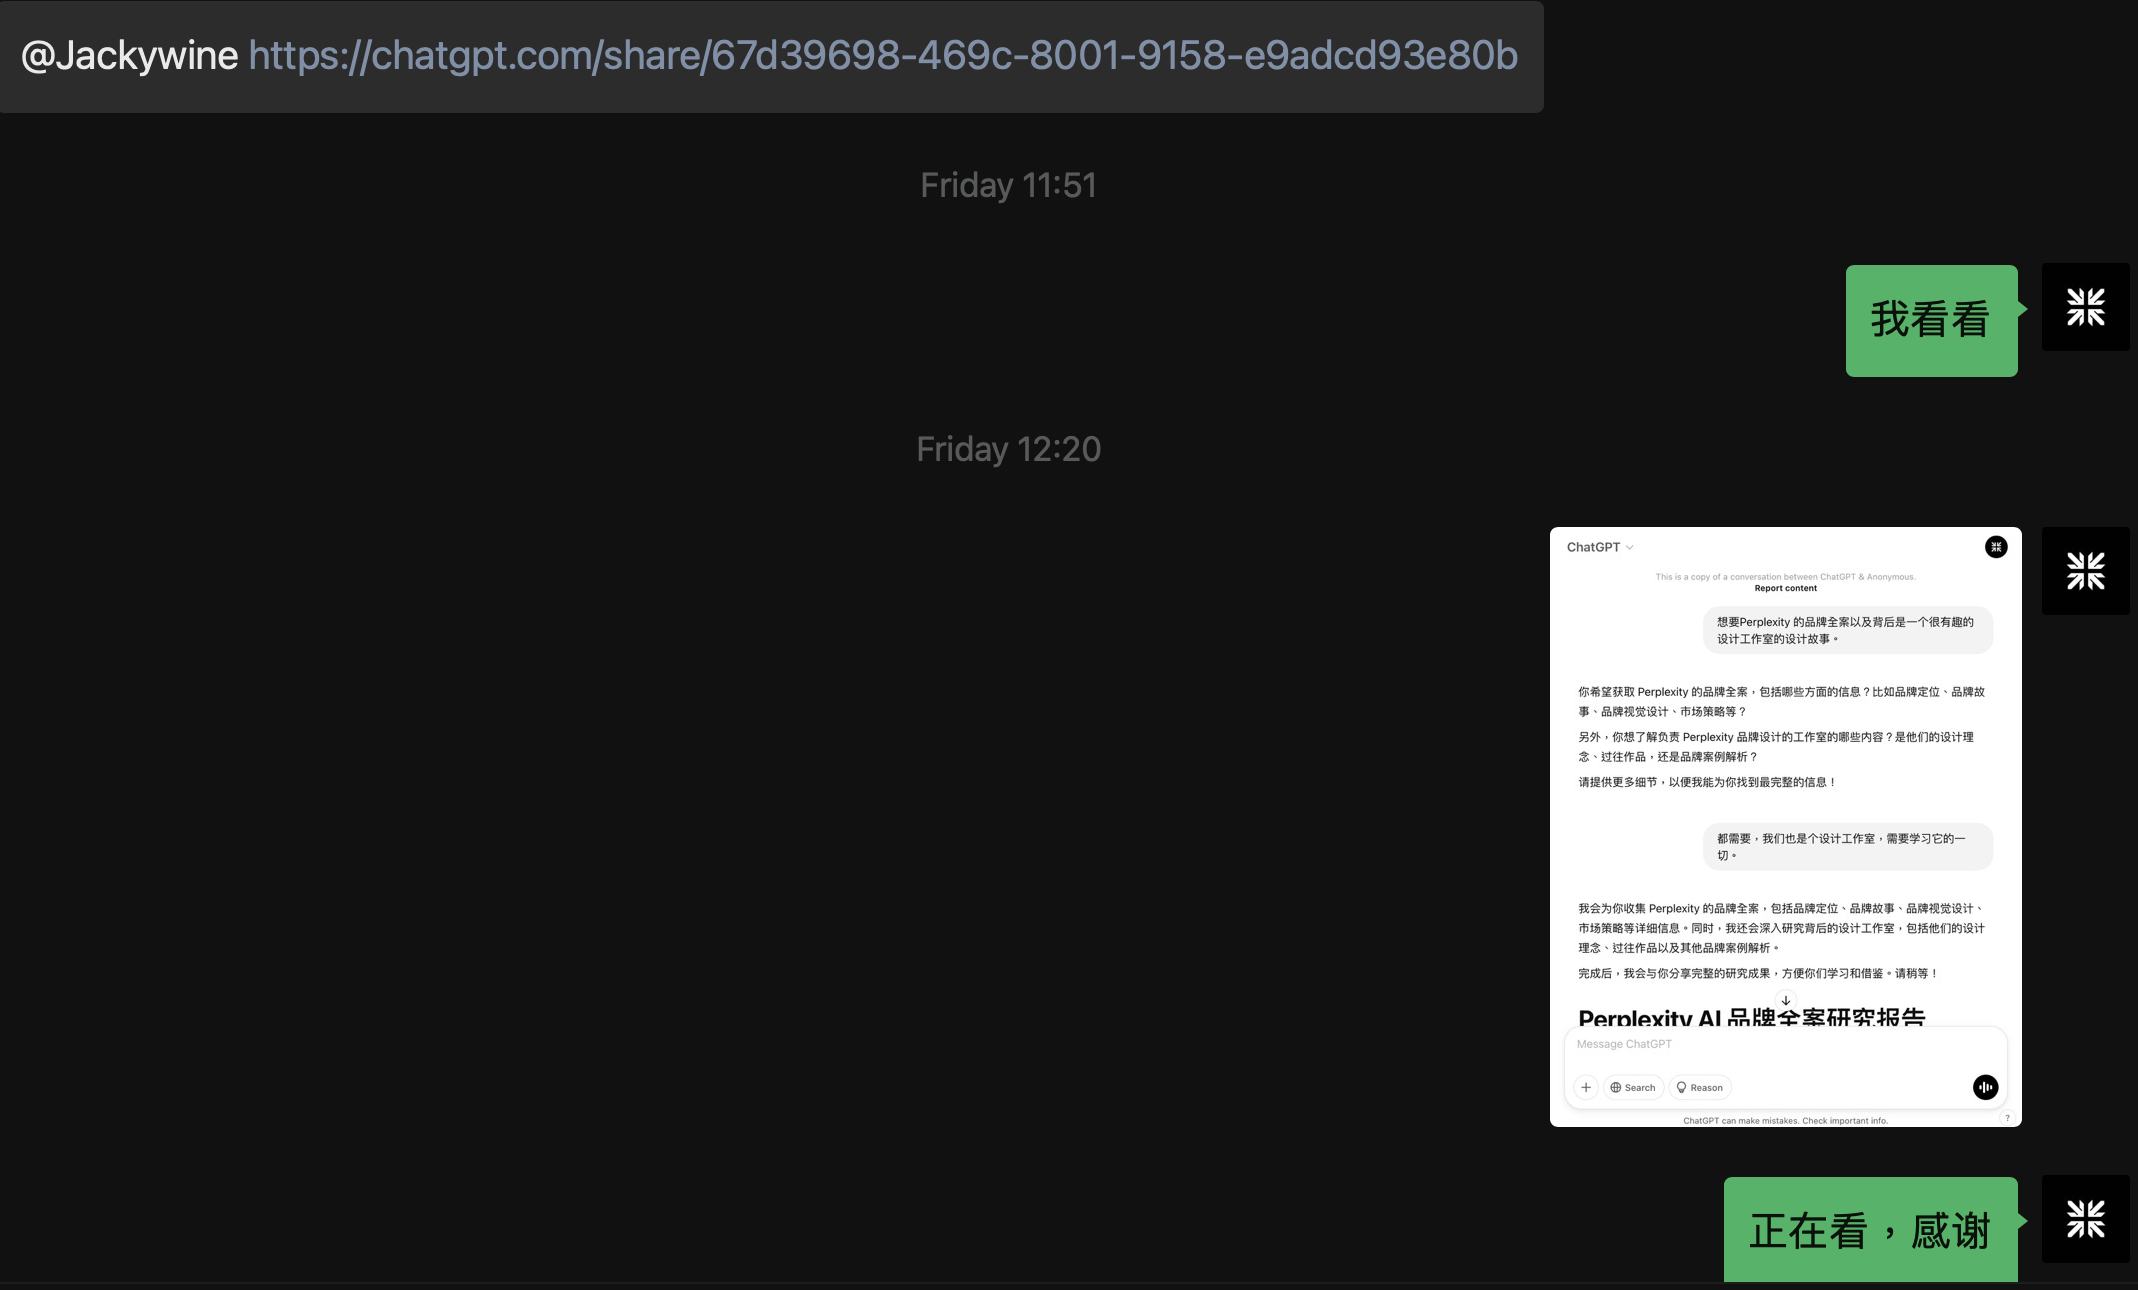 @Jackywine https://chatgpt.com/share/67d39698-469c-8001-9158-e9adcd93e80b
Friday 11:51
我看看
Friday 12:20
ChatGPT
This is a copy of a conversation between ChatGPT & Anonymous.
Report content
想要Perplexity 的品牌全案以及背后是一个很有趣的
设计工作室的设计故事。
你希望获取 Perplexity 的品牌全案，包括哪些方面的信息？比如品牌定位、品牌故
事、品牌视觉设计、市场策略等？
另外，你想了解负责 Perplexity 品牌设计的工作室的哪些内容？是他们的设计理
念、过往作品，还是品牌案例解析？
请提供更多细节，以便我能为你找到最完整的信息！
都需要，我们也是个设计工作室，需要学习它的一
切。
我会为你收集 Perplexity 的品牌全案，包括品牌定位、品牌故事、品牌视觉设计、
市场策略等详细信息。同时，我还会深入研究背后的设计工作室，包括他们的设计
理念、过往作品以及其他品牌案例解析。
完成后，我会与你分享完整的研究成果，方便你们学习和借鉴。请稍等！
Perplexity AI 品牌全案研究报告
Message ChatGPT
Search
Reason
ChatGPT can make mistakes. Check important info.
?
正在看，感谢